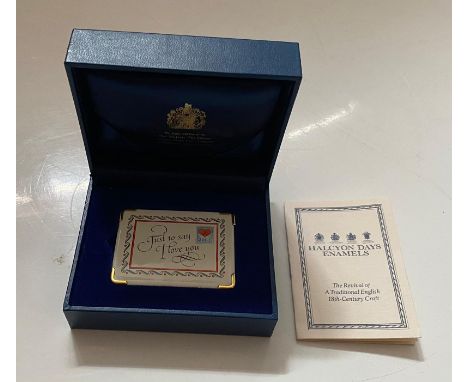 Just to say
I love you
HALCYON DAYS
ENAMELS
The Revival of
A Traditional English
18th-Century Craft